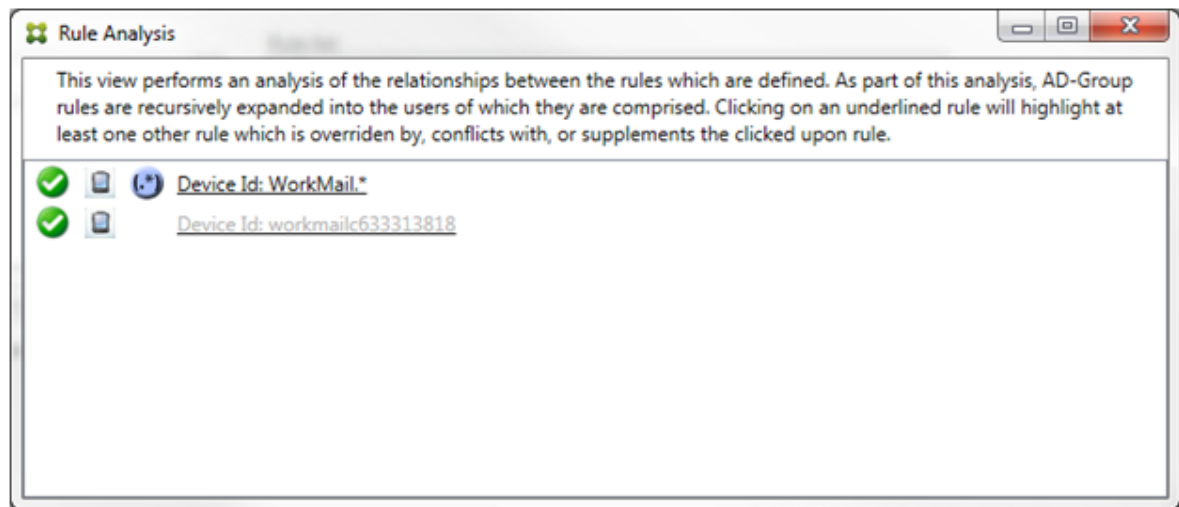 Rule Analysis
This view performs an analysis of the relationships between the rules which are defined. As part of this analysis, AD-Group
rules are recursively expanded into the users of which they are comprised. Clicking on an underlined rule will highlight at
least one other rule which is overriden by, conflicts with, or supplements the clicked upon rule.
(.*) Device Id: WorkMail.*
Device Id: workmailc633313818